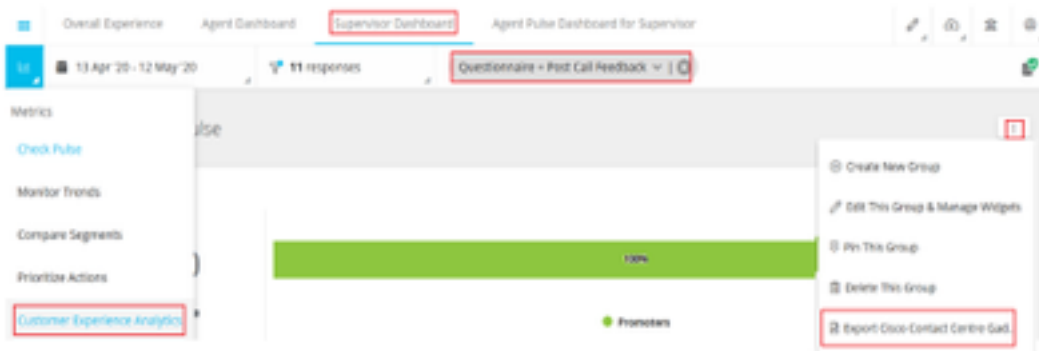 Overall Experience Agent Dashboard Supervisor Dashboard Agent Pulse Dashboard for Supervisor
13 Apr '20 - 12 May '20 11 responses Questionnaire - Post Call Feedback
Metrics
ulse
Check Pulse
Create New Group
Monitor Trends
Edit This Group & Manage Widgets
Compare Segments
Pin This Group
100%
Prioritize Actions
Delete This Group
Customer Experience Analytics
Promoters
Export Cisco Contact Centre Gad..